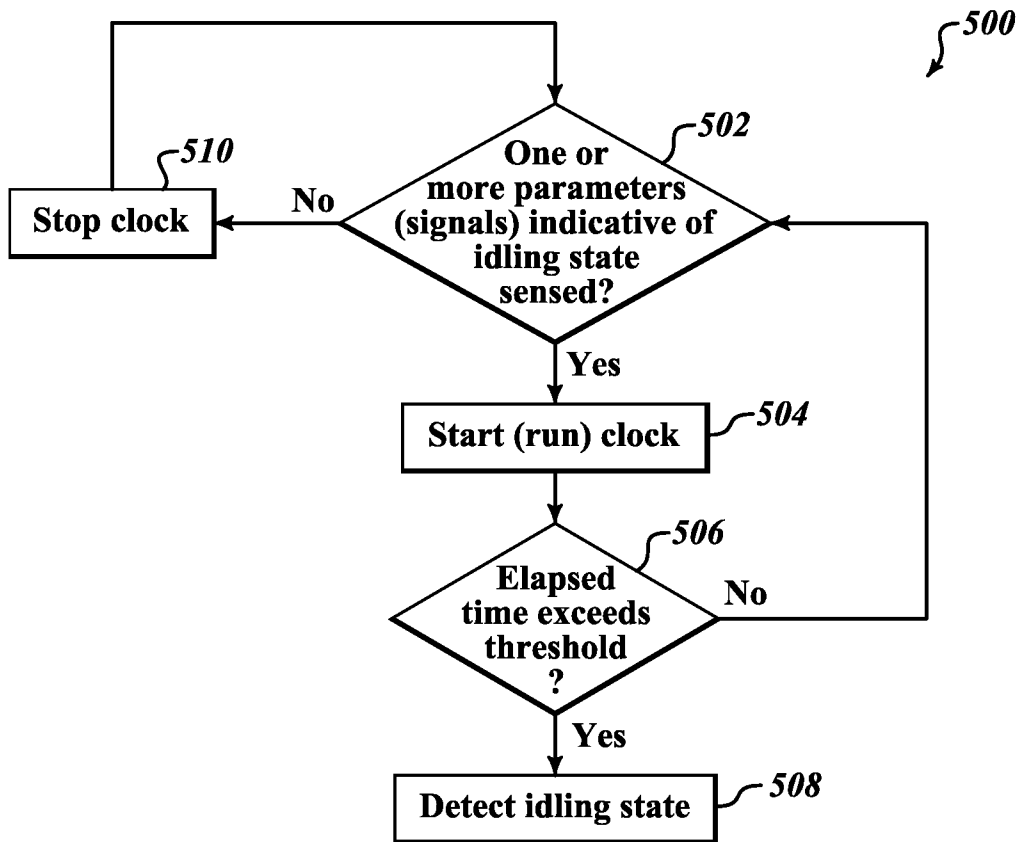 500
502
One or
more parameters
(signals) indicative of
idling state
sensed?
510
No
Stop clock
Yes
504
Start (run) clock
506
Elapsed
time exceeds
threshold
?
No
Yes
508
Detect idling state